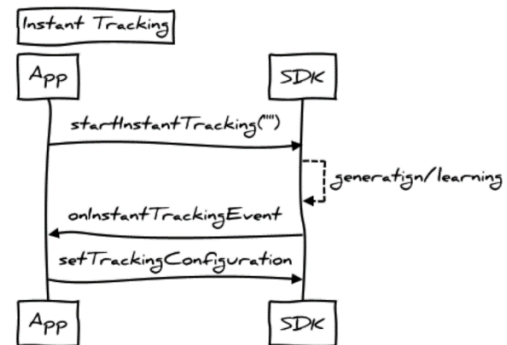 Instant Tracking
App
SDK
startInstantTracking("")
generatign/learning
onInstantTrackingEvent
setTrackingConfiguration
App
SDK